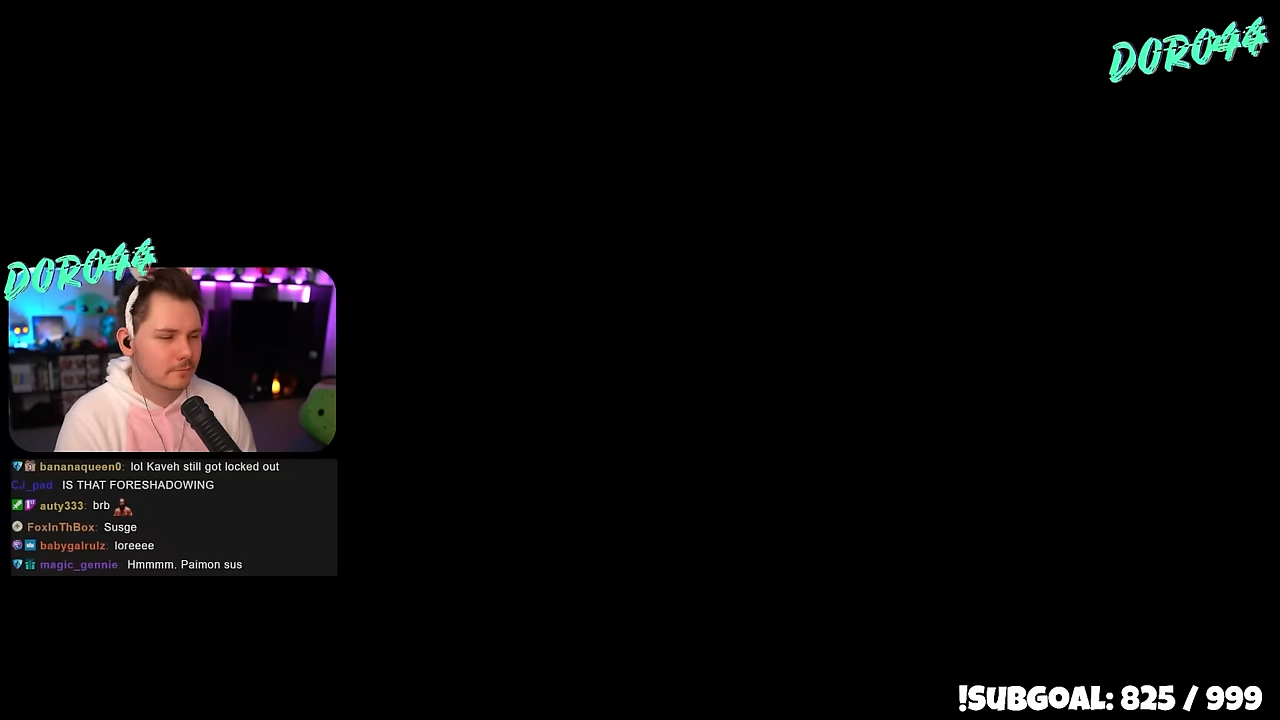 DORO44
DORO44
bananaqueen0: lol Kaveh still got locked out
CJ_pad IS THAT FORESHADOWING
auty333: brb
FoxInThBox: Susge
babygalrulz: loreeee
magic_gennie Hmmmm. Paimon sus
!SUBGOAL: 825 / 999